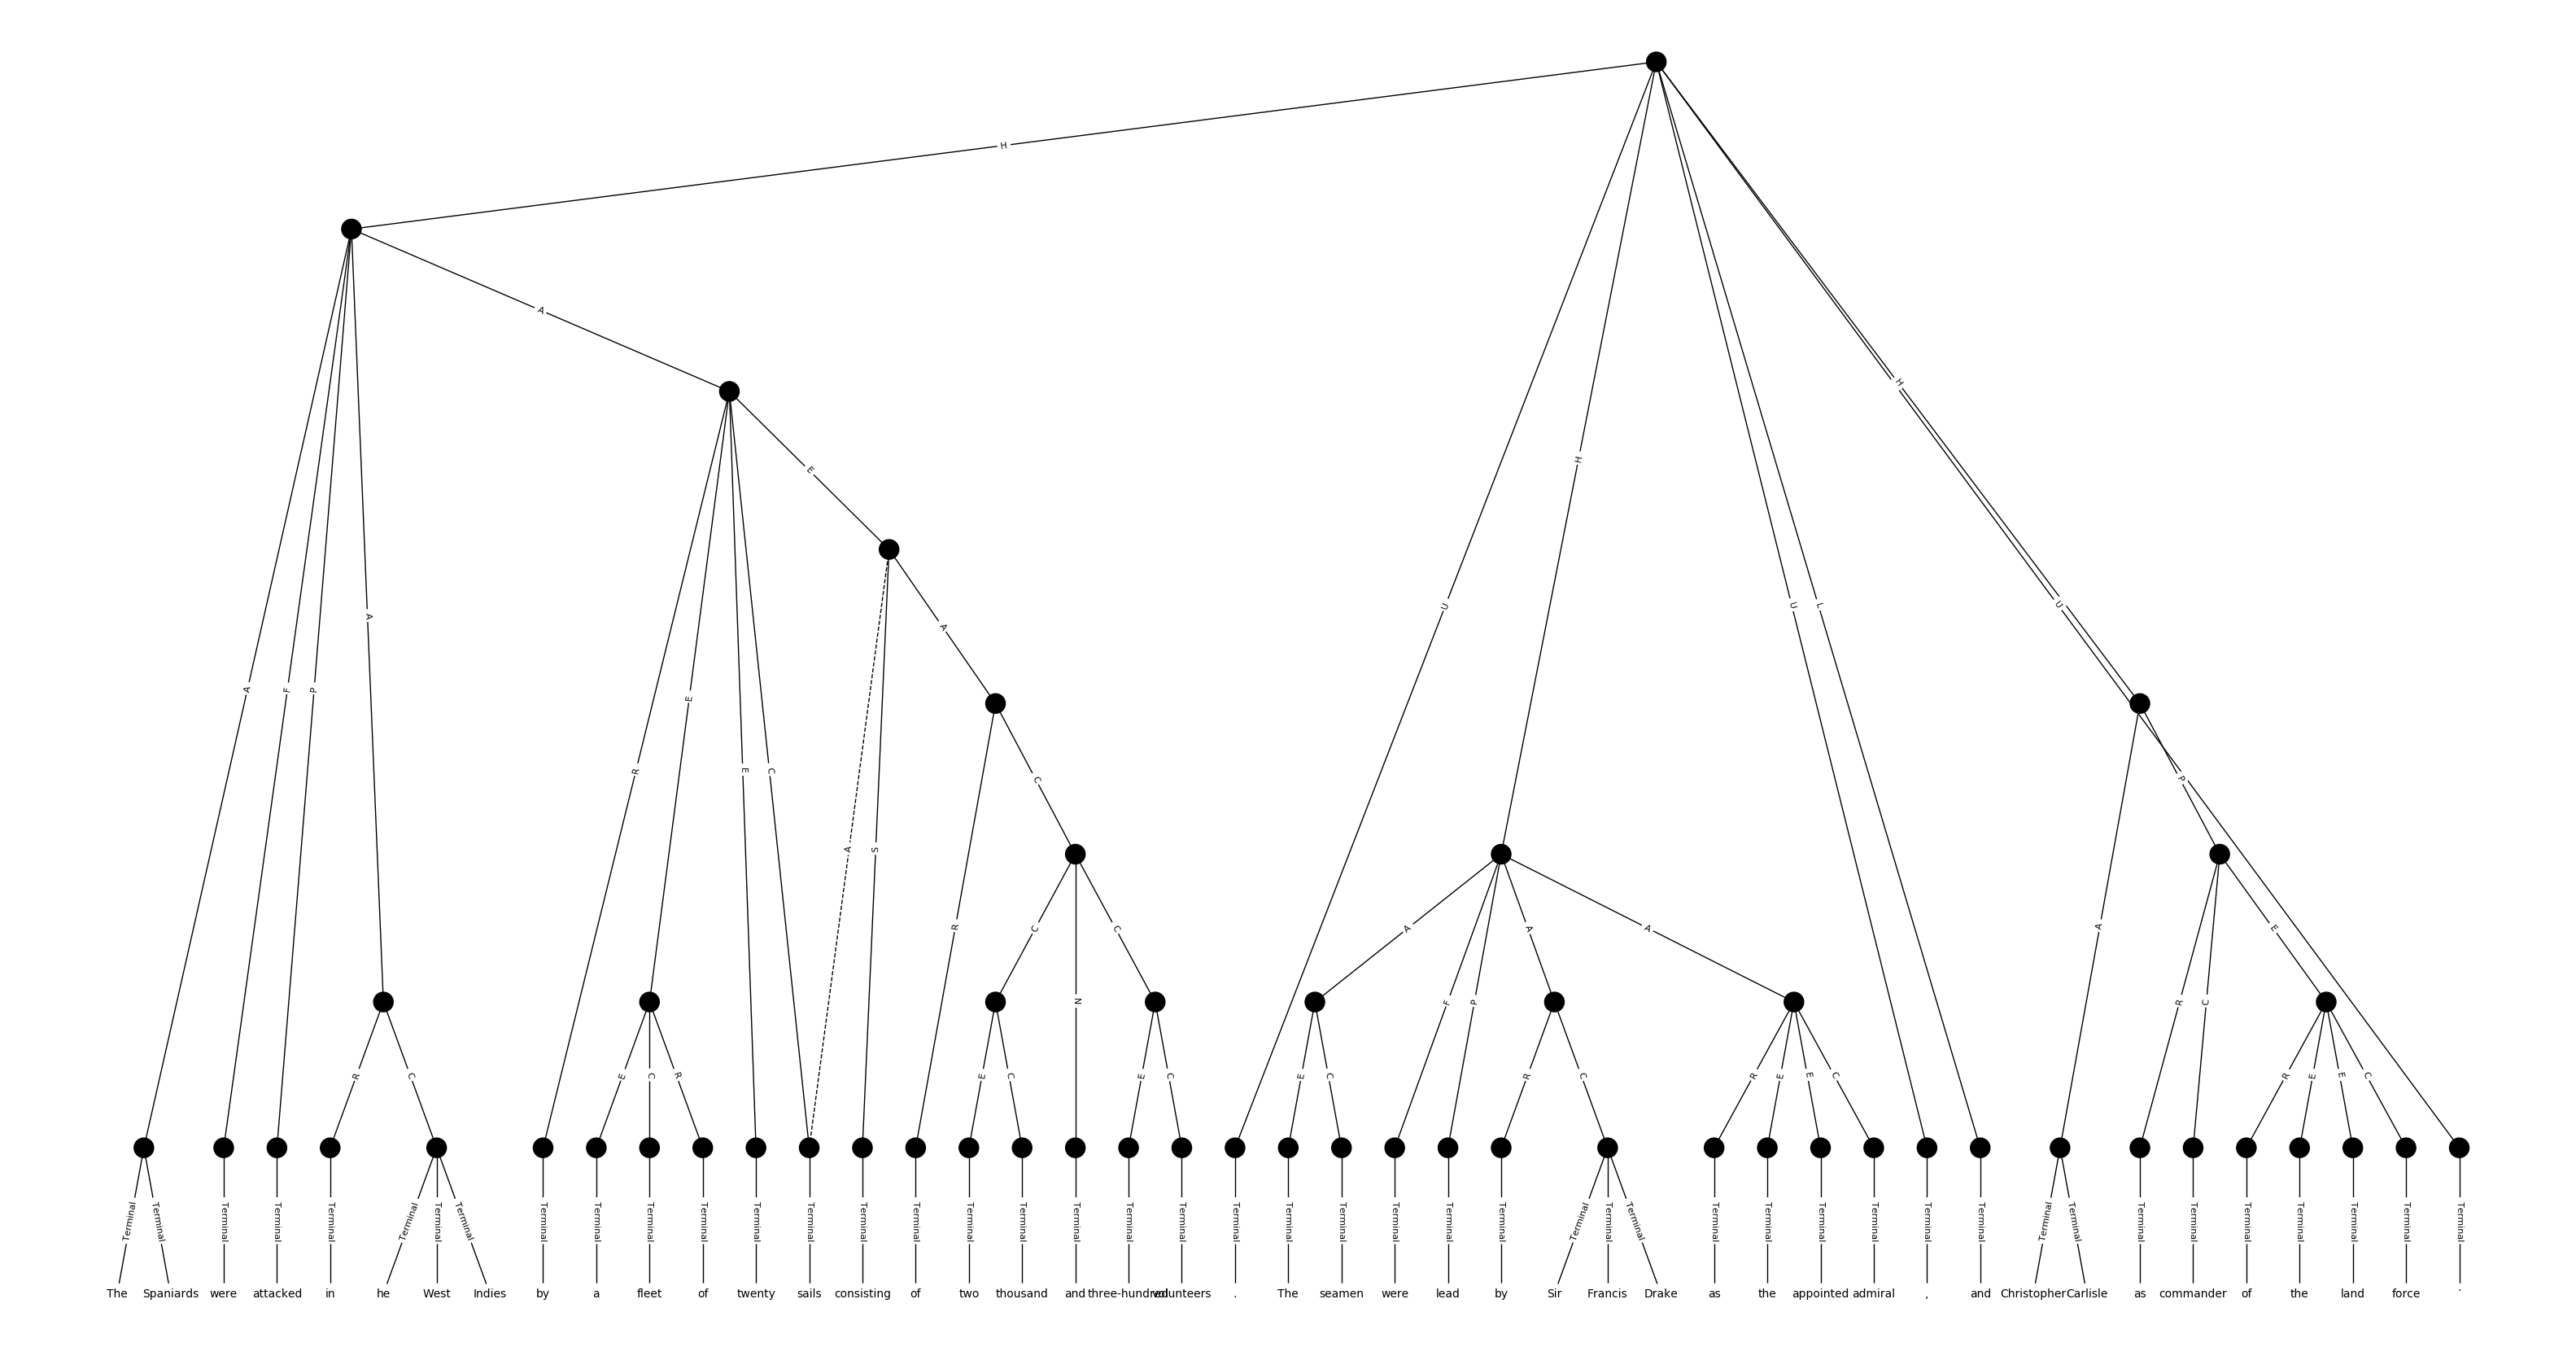 H
A
H
E
A
H
U U L U
A
F P
A
R
E
E C
A S
C
P
R
C C
A A A
A
E
N
F P
R C
R C
E C R
E C
E C
E C
R C
R E E C
R E E C
Terminal Terminal Terminal Terminal Terminal Terminal Terminal Terminal Terminal Terminal Terminal Terminal Terminal Terminal Terminal Terminal Terminal Terminal Terminal Terminal Terminal Terminal Terminal Terminal Terminal Terminal Terminal Terminal Terminal Terminal Terminal Terminal Terminal Terminal Terminal Terminal Terminal Terminal Terminal Terminal Terminal Terminal Terminal Terminal Terminal
The Spaniards were attacked in he West Indies by a fleet of twenty sails consisting of two thousand and three-hundred volunteers . The seamen were lead by Sir Francis Drake as the appointed admiral , and Christopher Carlisle as commander of the land force .